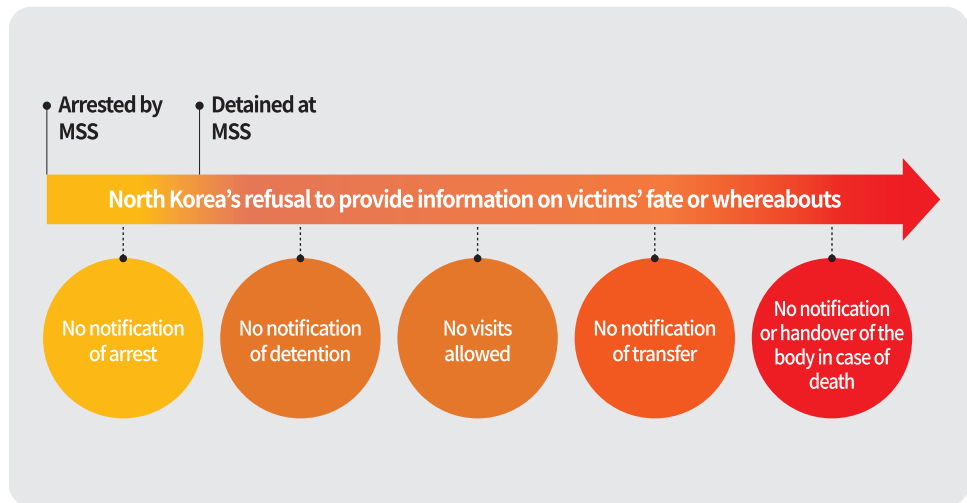 Arrested by
MSS
Detained at
MSS
North Korea’s refusal to provide information on victims’ fate or whereabouts
No notification
of arrest
No notification
of detention
No visits
allowed
No notification
of transfer
No notification
or handover of the
body in case of
death